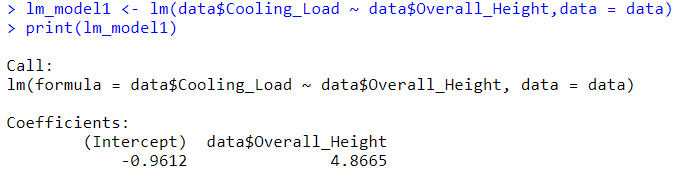 > lm_model1 <- lm(data$Cooling_Load ~ data$Overall_Height,data = data)
> print(lm_model1)
Call:
lm(formula = data$Cooling_Load ~ data$Overall_Height, data = data)
Coefficients:
(Intercept)  data$Overall_Height
-0.9612  4.8665